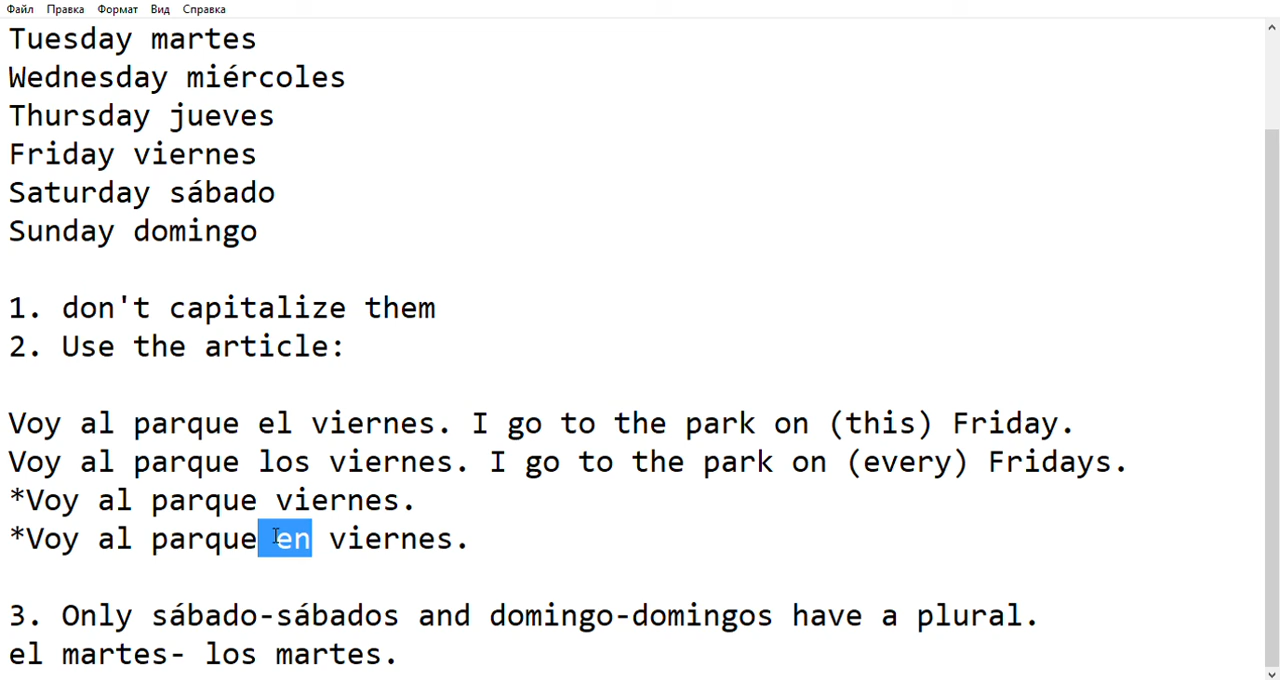 Файл Правка Формат Вид Справка
Tuesday martes
Wednesday miércoles
Thursday jueves
Friday viernes
Saturday sábado
Sunday domingo
1. don't capitalize them
2. Use the article:
Voy al parque el viernes. I go to the park on (this) Friday.
Voy al parque los viernes. I go to the park on (every) Fridays.
*Voy al parque viernes.
*Voy al parque en viernes.
3. Only sábado-sábados and domingo-domingos have a plural.
el martes- los martes.